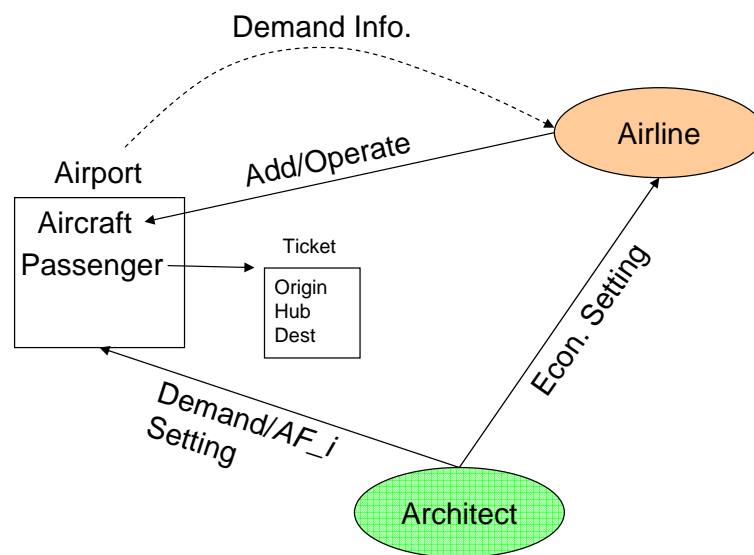 Demand Info.
Airline
Add/Operate
Airport
Aircraft
Passenger
Ticket
Origin
Hub
Dest
Econ. Setting
Demand/AF_i
Setting
Architect